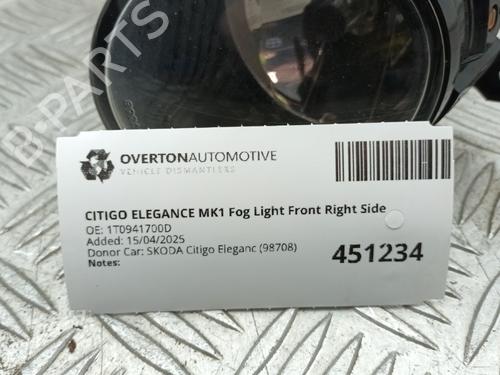 OVERTONAUTOMOTIVE
VEHICLE DISMANTLERS
CITIGO ELEGANCE MK1 Fog Light Front Right Side
OE: 1T0941700D
Added: 15/04/2025
Donor Car: SKODA Citigo Eleganc (98708)
Notes:
451234
B-PARTS